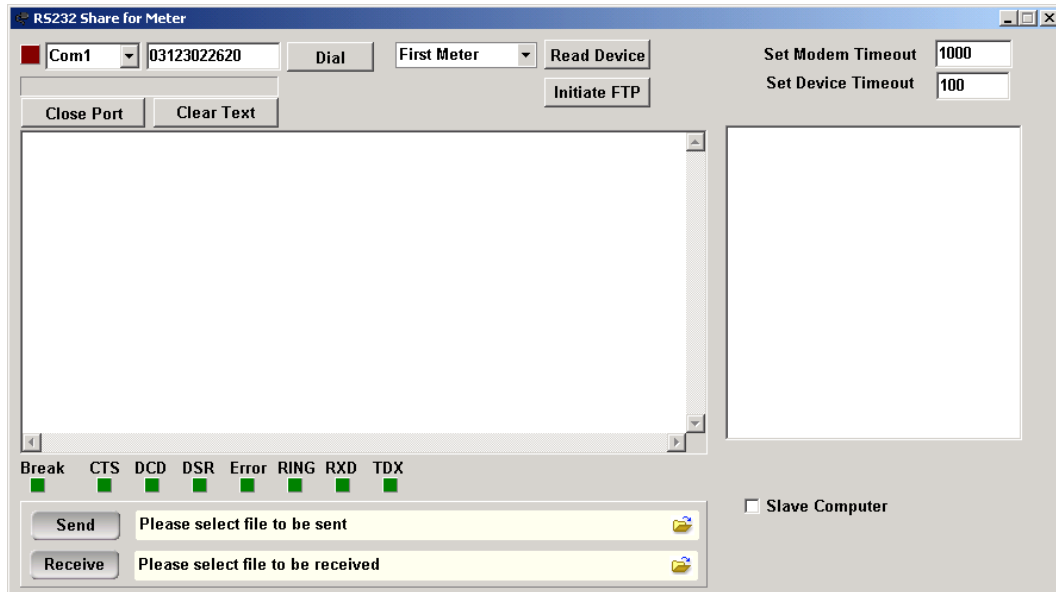 RS232 Share for Meter
Com1 03123022620 Dial First Meter Read Device Set Modem Timeout 1000
Initiate FTP Set Device Timeout 100
Close Port Clear Text
Break CTS DCD DSR Error RING RXD TDX
Send Please select file to be sent
Slave Computer
Receive Please select file to be received